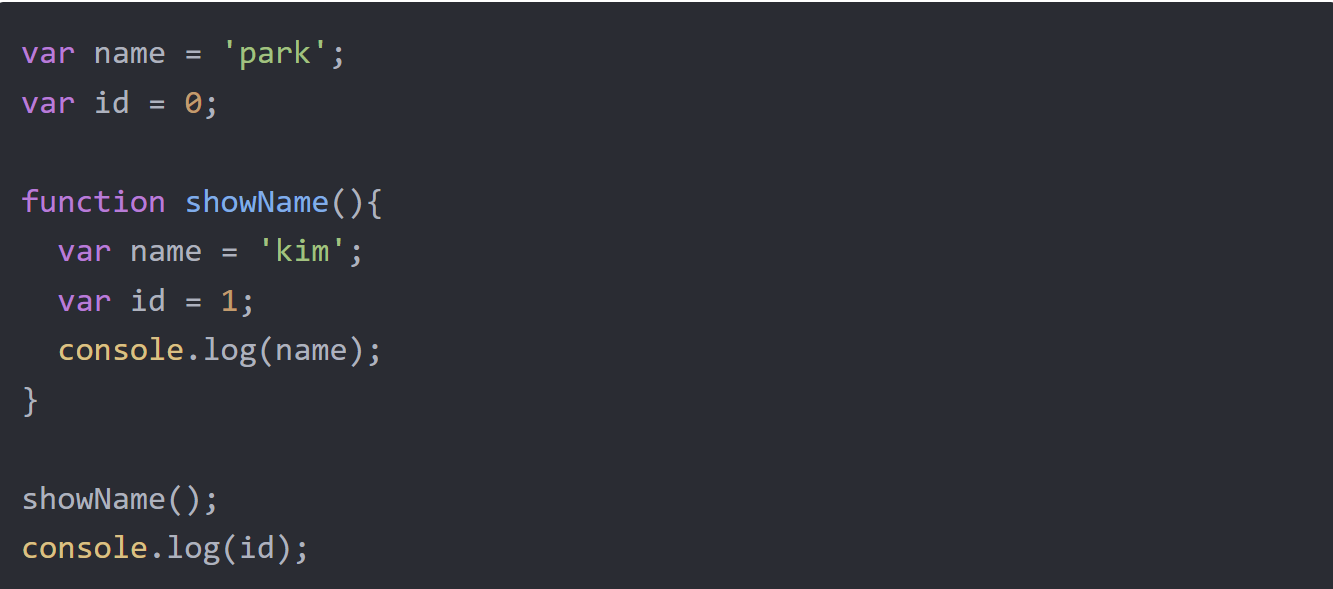 var name = 'park';
var id = 0;

function showName(){
  var name = 'kim';
  var id = 1;
  console.log(name);
}

showName();
console.log(id);